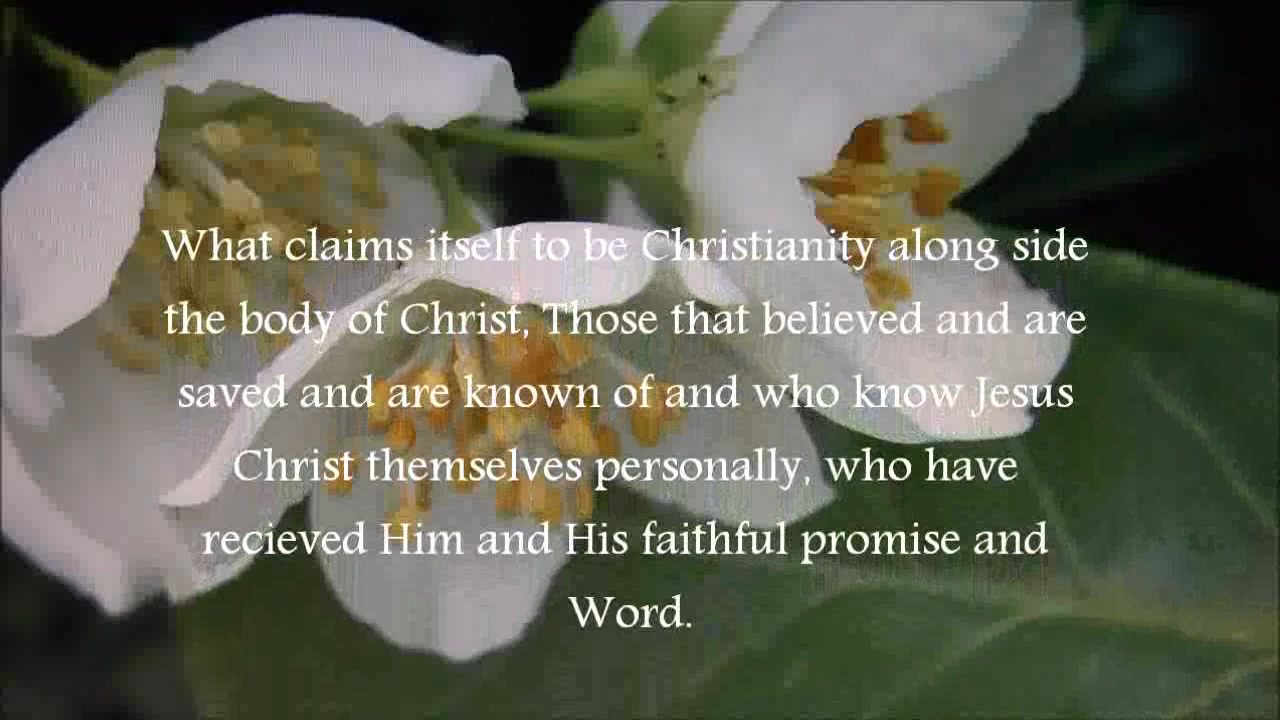 What claims itself to be Christianity along side
the body of Christ, Those that believed and are
saved and are known of and who know Jesus
Christ themselves personally, who have
recieved Him and His faithful promise and
Word.